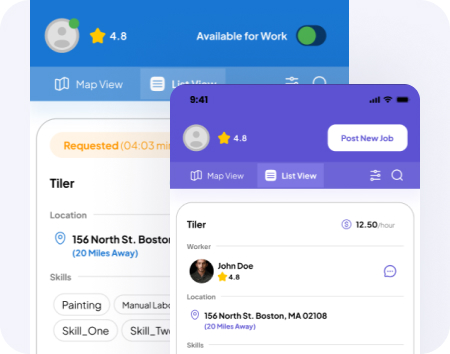 4.8
Available for Work
Map View
List View
Requested (04:03 min
Tiler
Location
156 North St. Boston
(20 Miles Away)
Skills
Painting
Manual Labo
Skill_One
Skill_Tw
9:41
4.8
Post New Job
Map View
List View
Tiler
12.50/hour
Worker
John Doe
4.8
Location
156 North St. Boston, MA 02108
(20 Miles Away)
Skills